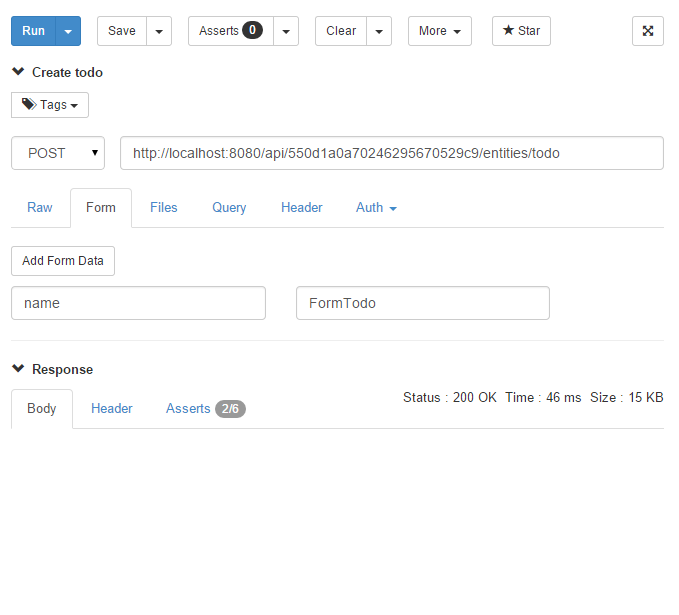 Run Save Asserts 0 Clear More Star
Create todo
Tags
POST http://localhost:8080/api/550d1a0a70246295670529c9/entities/todo
Raw Form Files Query Header Auth
Add Form Data
name FormTodo
Response
Body Header Asserts 2/6 Status : 200 OK Time : 46 ms Size : 15 KB